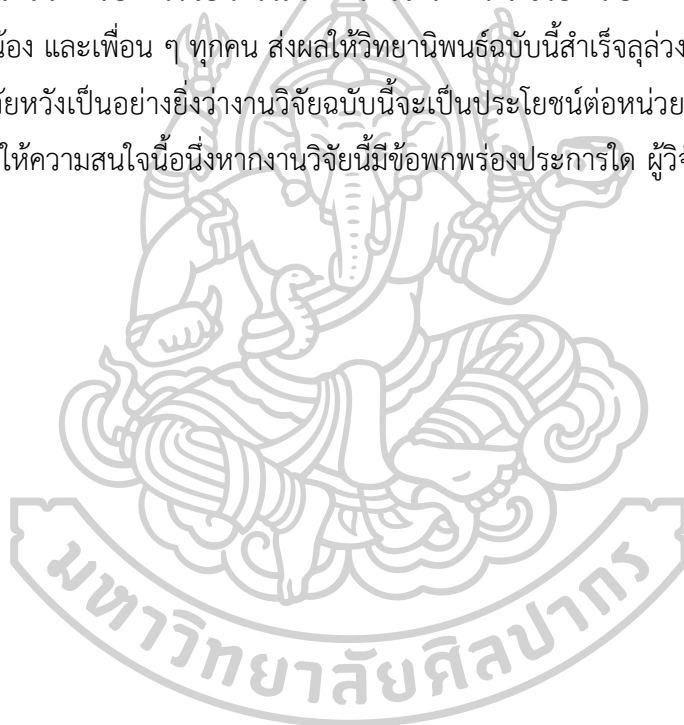 น้อง และเพื่อน ๆ ทุกคน ส่งผลให้วิทยานิพนธ์ฉบับนี้สำเร็จลุล่วง
ัยหวังเป็นอย่างยิ่งว่างานวิจัยฉบับนี้จะเป็นประโยชน์ต่อหน่วย
ให้ความสนใจนี้อนึ่งหากงานวิจัยนี้มีข้อพกพร่องประการใด ผู้วิจั
มหาวิทยาลัยศิลปากร